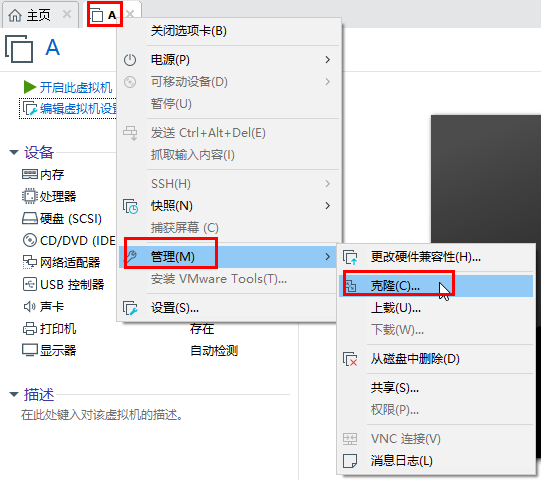 主页
A
A
开启此虚拟机
编辑虚拟机设
设备
内存
处理器
硬盘 (SCSI)
CD/DVD (IDE
网络适配器
USB 控制器
声卡
打印机 存在
显示器 自动检测
描述
在此处键入对该虚拟机的描述。
关闭选项卡(B)
电源(P)
可移动设备(D)
暂停(U)
发送 Ctrl+Alt+Del(E)
抓取输入内容(I)
SSH(H)
快照(N)
捕获屏幕 (C)
管理(M)
安装 VMware Tools(T)...
设置(S)...
更改硬件兼容性(H)...
克隆(C)...
上载(U)...
下载(W)...
从磁盘中删除(D)
共享(S)...
权限(P)...
VNC 连接(V)
消息日志(L)